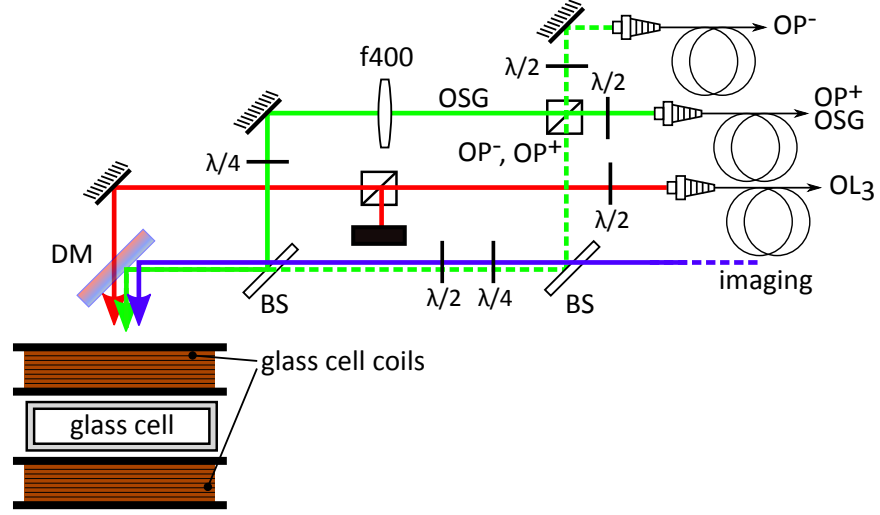 OP⁻
λ/2
λ/2
f400
OSG
OP⁺
OSG
OP⁻, OP⁺
λ/4
λ/2
OL₃
DM
BS
λ/2
λ/4
BS
imaging
glass cell coils
glass cell